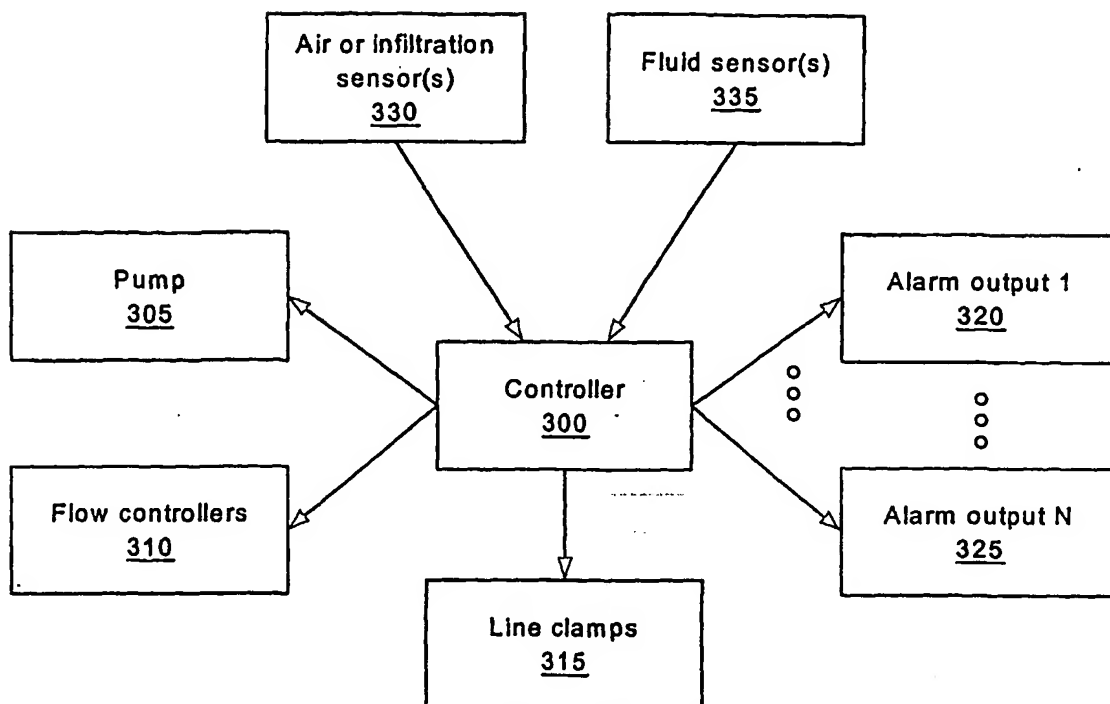 Air or infiltration
sensor(s)
330
Fluid sensor(s)
335
Pump
305
Alarm output 1
320
Controller
300
Flow controllers
310
Alarm output N
325
Line clamps
315